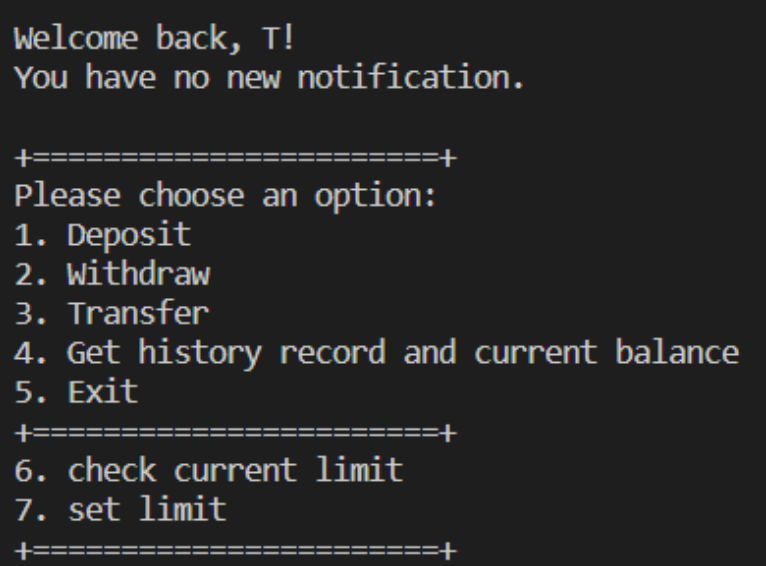 Welcome back, T!
You have no new notification.
+=======================+
Please choose an option:
1. Deposit
2. Withdraw
3. Transfer
4. Get history record and current balance
5. Exit
+=======================+
6. check current limit
7. set limit
+=======================+